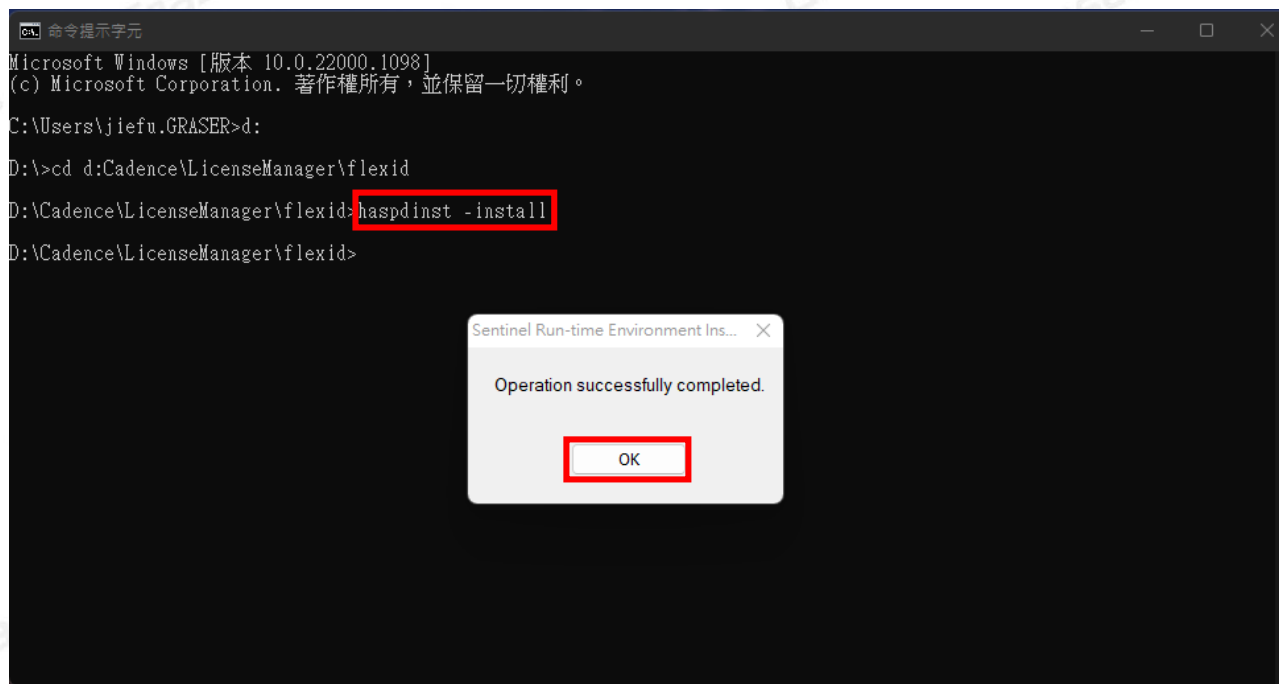 命令提示字元
Microsoft Windows [版本 10.0.22000.1098]
(c) Microsoft Corporation. 著作權所有，並保留一切權利。
C:\Users\jiefu.GRASER>d:
D:\>cd d:Cadence\LicenseManager\flexid
D:\Cadence\LicenseManager\flexid>haspdinst -install
D:\Cadence\LicenseManager\flexid>
Sentinel Run-time Environment Ins...
Operation successfully completed.
OK